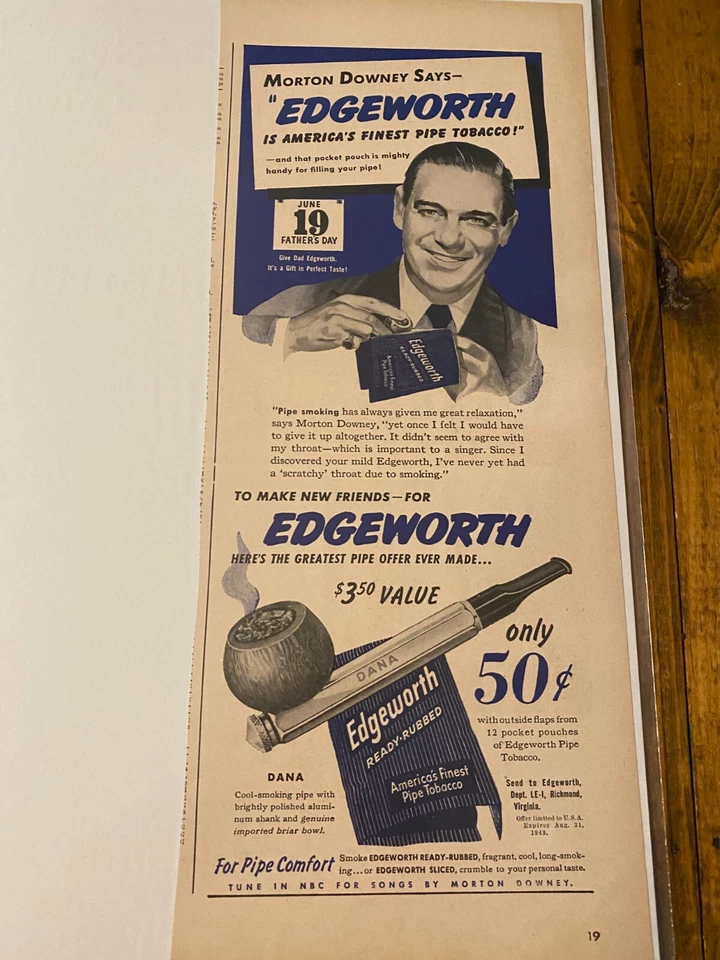 MORTON DOWNEY SAYS—
"EDGEWORTH
IS AMERICA'S FINEST PIPE TOBACCO!"
—and that pocket pouch is mighty
handy for filling your pipe!
JUNE
19
FATHER'S DAY
Give Dad Edgeworth.
It's a Gift in Perfect Taste!
Edgeworth
READY-RUBBED
America's Finest
Pipe Tobacco
"Pipe smoking has always given me great relaxation,"
says Morton Downey, "yet once I felt I would have
to give it up altogether. It didn't seem to agree with
my throat—which is important to a singer. Since I
discovered your mild Edgeworth, I've never yet had
a 'scratchy' throat due to smoking."
TO MAKE NEW FRIENDS—FOR
EDGEWORTH
HERE'S THE GREATEST PIPE OFFER EVER MADE...
$3.50 VALUE
only
50¢
with outside flaps from
12 pocket pouches
of Edgeworth Pipe
Tobacco.
DANA
Edgeworth
READY-RUBBED
America's Finest
Pipe Tobacco
DANA
Cool-smoking pipe with
brightly polished alumi-
num shank and genuine
imported briar bowl.
Send to Edgeworth,
Dept. LE-1, Richmond,
Virginia.
Offer limited to U.S.A.
Expires Aug. 31,
1949.
For Pipe Comfort
Smoke EDGEWORTH READY-RUBBED, fragrant, cool, long-smok-
ing...or EDGEWORTH SLICED, crumble to your personal taste.
TUNE IN NBC FOR SONGS BY MORTON DOWNEY.
19